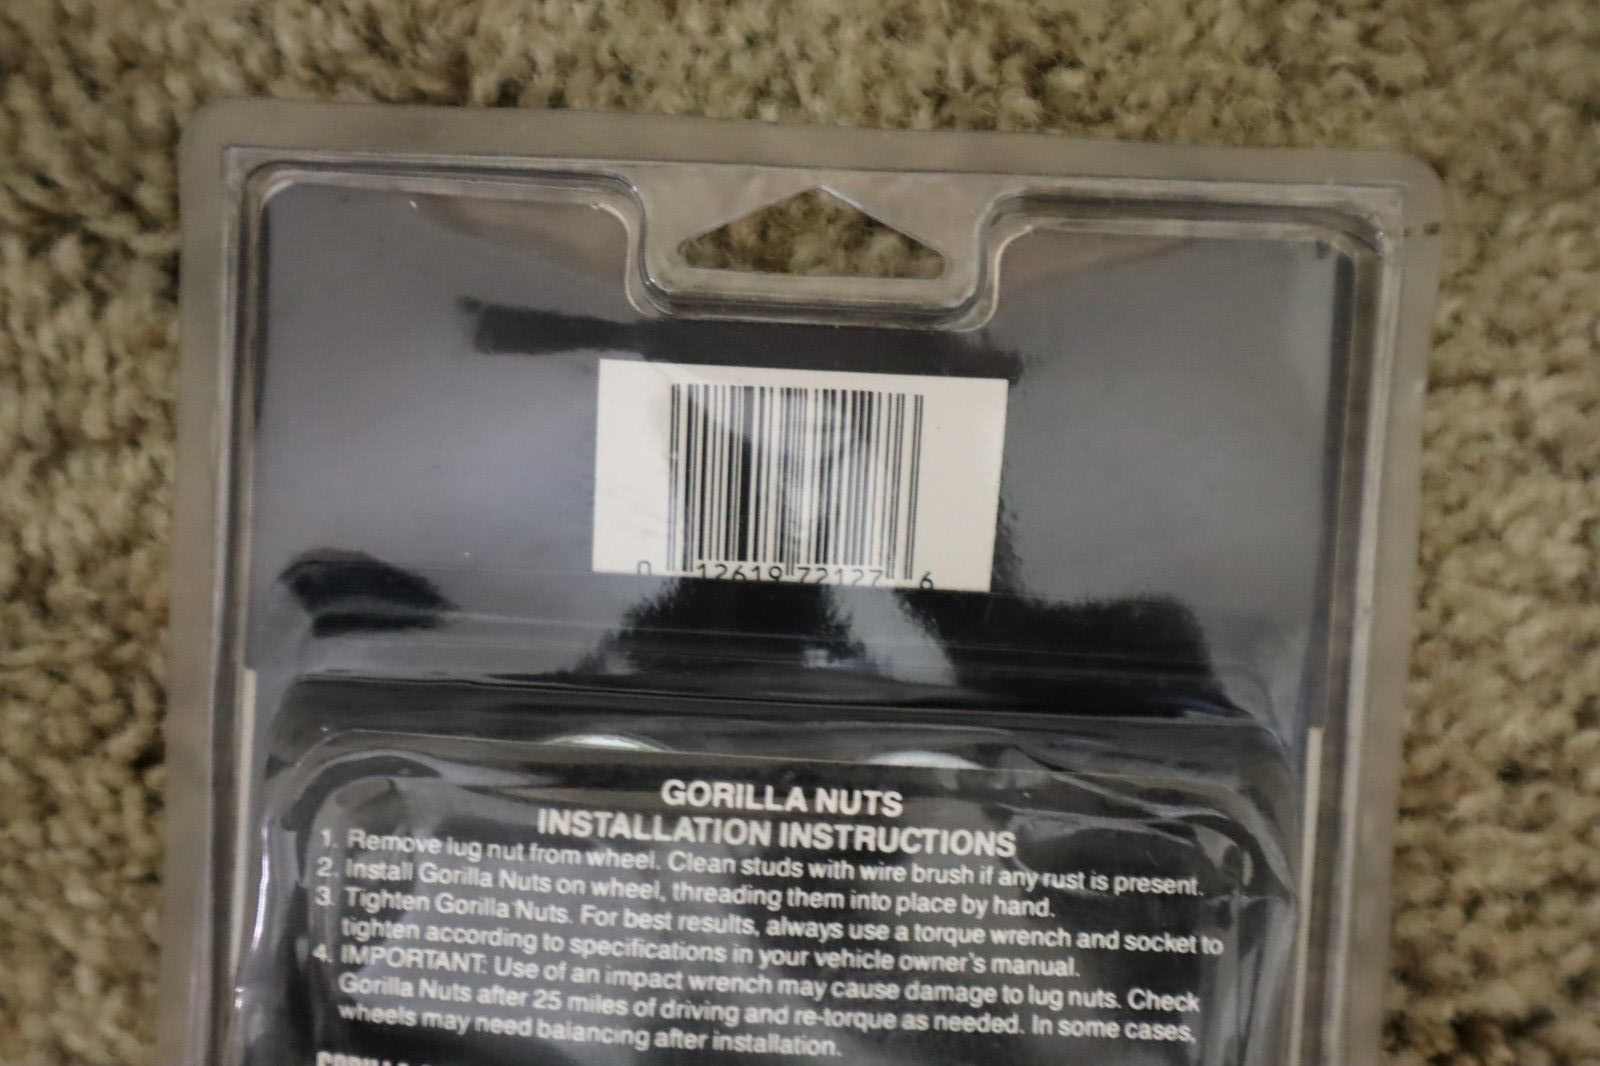 0 12619 72127 6
GORILLA NUTS
INSTALLATION INSTRUCTIONS
1. Remove lug nut from wheel. Clean studs with wire brush if any rust is present.
2. Install Gorilla Nuts on wheel, threading them into place by hand.
3. Tighten Gorilla Nuts. For best results, always use a torque wrench and socket to
tighten according to specifications in your vehicle owner's manual.
4. IMPORTANT: Use of an impact wrench may cause damage to lug nuts. Check
Gorilla Nuts after 25 miles of driving and re-torque as needed. In some cases,
wheels may need balancing after installation.
GORILLA